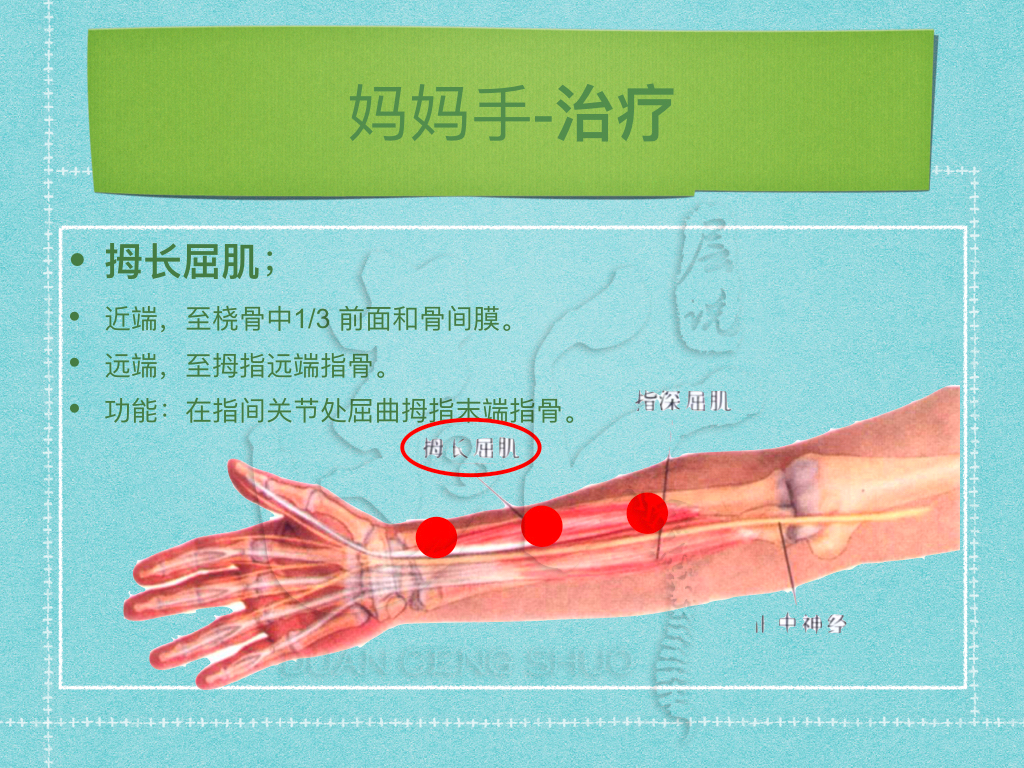 妈妈手-治疗
• 拇长屈肌；
• 近端，至桡骨中1/3 前面和骨间膜。
• 远端，至拇指远端指骨。
• 功能：在指间关节处屈曲拇指末端指骨。
指深屈肌
拇长屈肌
正中神经